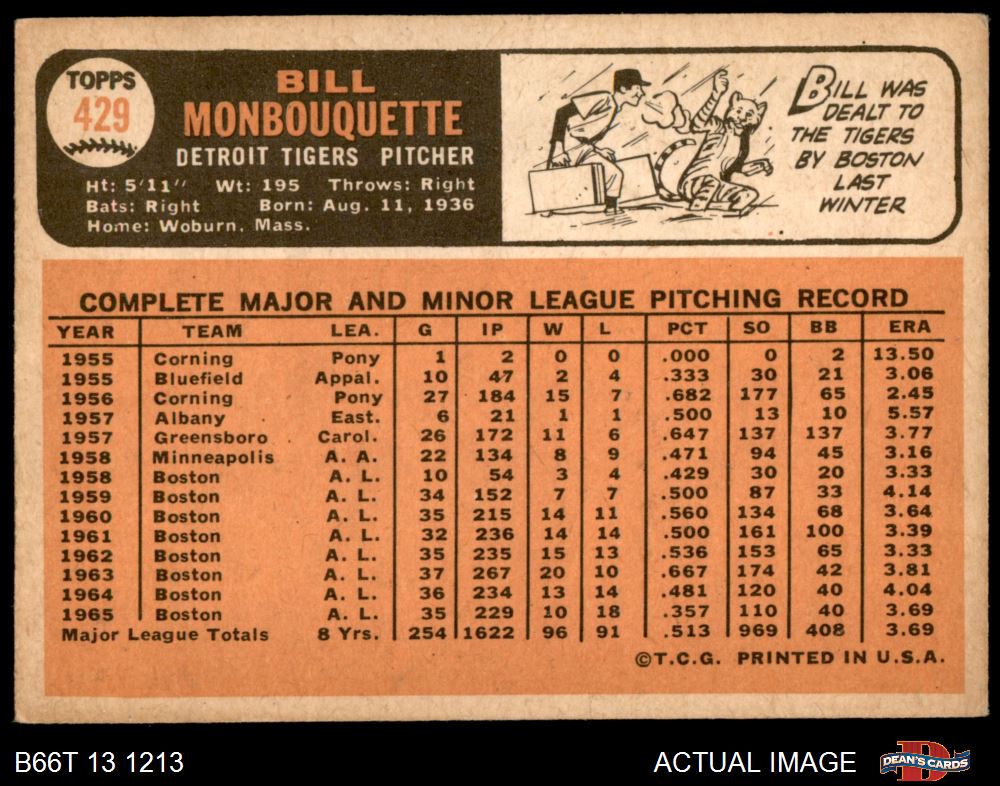 TOPPS
429
BILL
MONBOUQUETTE
DETROIT TIGERS PITCHER
Ht: 5'11" Wt: 195 Throws: Right
Bats: Right Born: Aug. 11, 1936
Home: Woburn, Mass.
BILL WAS
DEALT TO
THE TIGERS
BY BOSTON
LAST
WINTER
COMPLETE MAJOR AND MINOR LEAGUE PITCHING RECORD
YEAR TEAM LEA. G IP W L PCT SO BB ERA
1955 Corning Pony 1 2 0 0 .000 0 2 13.50
1955 Bluefield Appal. 10 47 2 4 .333 30 21 3.06
1956 Corning Pony 27 184 15 7 .682 177 65 2.45
1957 Albany East. 6 21 1 1 .500 13 10 5.57
1957 Greensboro Carol. 26 172 11 6 .647 137 137 3.77
1958 Minneapolis A. A. 22 134 8 9 .471 94 45 3.16
1958 Boston A. L. 10 54 3 4 .429 30 20 3.33
1959 Boston A. L. 34 152 7 7 .500 87 33 4.14
1960 Boston A. L. 35 215 14 11 .560 134 68 3.64
1961 Boston A. L. 32 236 14 14 .500 161 100 3.39
1962 Boston A. L. 35 235 15 13 .536 153 65 3.33
1963 Boston A. L. 37 267 20 10 .667 174 42 3.81
1964 Boston A. L. 36 234 13 14 .481 120 40 4.04
1965 Boston A. L. 35 229 10 18 .357 110 40 3.69
Major League Totals 8 Yrs. 254 1622 96 91 .513 969 408 3.69
©T.C.G. PRINTED IN U.S.A.
B66T 13 1213 ACTUAL IMAGE DEAN'S CARDS